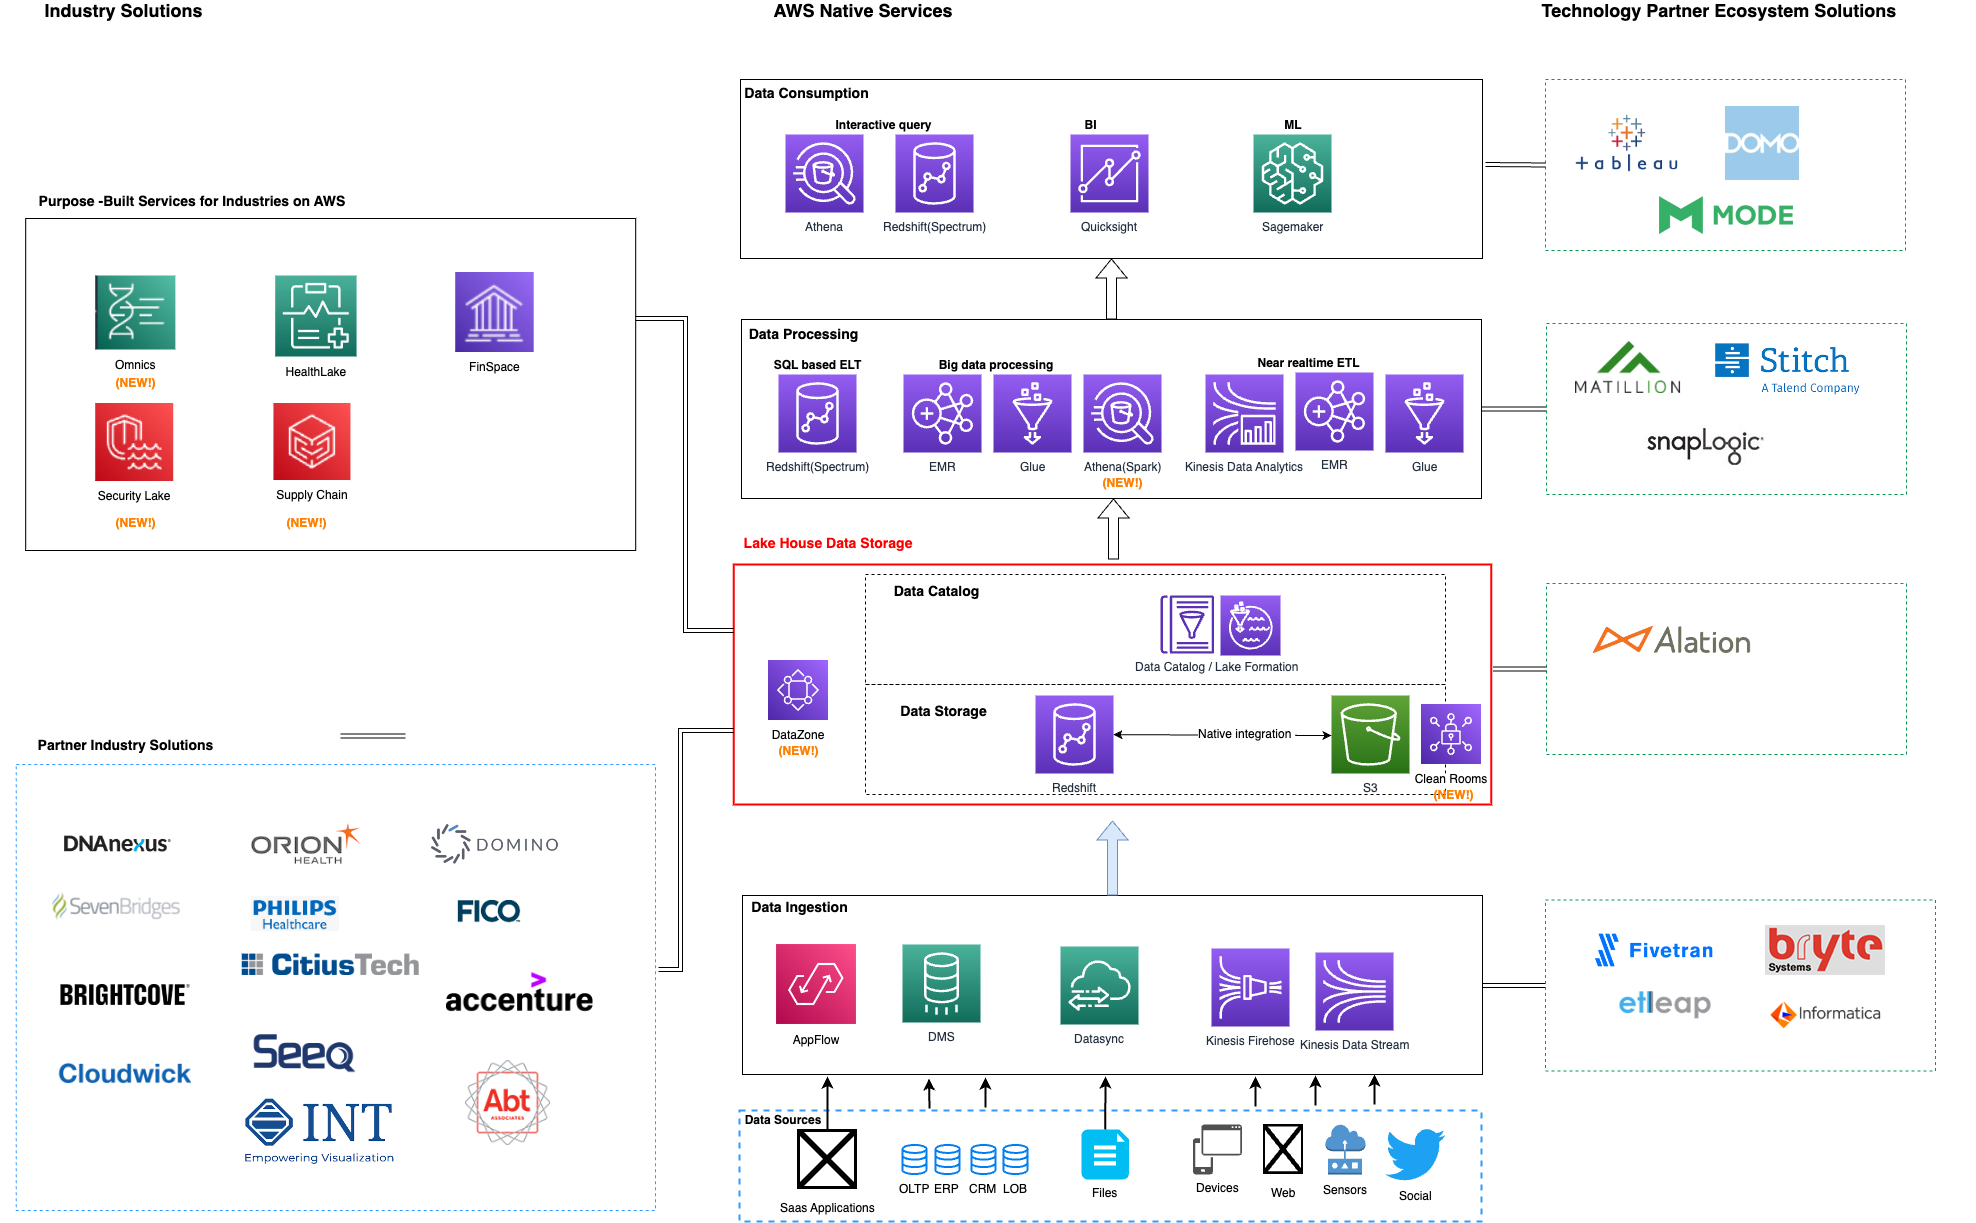 Industry Solutions
AWS Native Services
Technology Partner Ecosystem Solutions
Purpose -Built Services for Industries on AWS
Omnics
(NEW!)
HealthLake
FinSpace
Security Lake
(NEW!)
Supply Chain
(NEW!)
Partner Industry Solutions
DNAnexus
ORION
HEALTH
DOMINO
SevenBridges
PHILIPS
Healthcare
FICO
CitiusTech
BRIGHTCOVE
accenture
Seeq
Cloudwick
Abt
ASSOCIATES
INT
Empowering Visualization
Data Consumption
Interactive query
BI
ML
Athena
Redshift(Spectrum)
Quicksight
Sagemaker
Data Processing
SQL based ELT
Big data processing
Near realtime ETL
Redshift(Spectrum)
EMR
Glue
Athena(Spark)
(NEW!)
Kinesis Data Analytics
EMR
Glue
Lake House Data Storage
Data Catalog
Data Catalog / Lake Formation
DataZone
(NEW!)
Data Storage
Native integration
Redshift
S3
Clean Rooms
(NEW!)
Data Ingestion
AppFlow
DMS
Datasync
Kinesis Firehose
Kinesis Data Stream
Data Sources
Saas Applications
OLTP
ERP
CRM
LOB
Files
Devices
Web
Sensors
Social
tableau
DOMO
MODE
MATILLION
Stitch
A Talend Company
snapLogic
Alation
Fivetran
bryte
Systems
etleap
Informatica